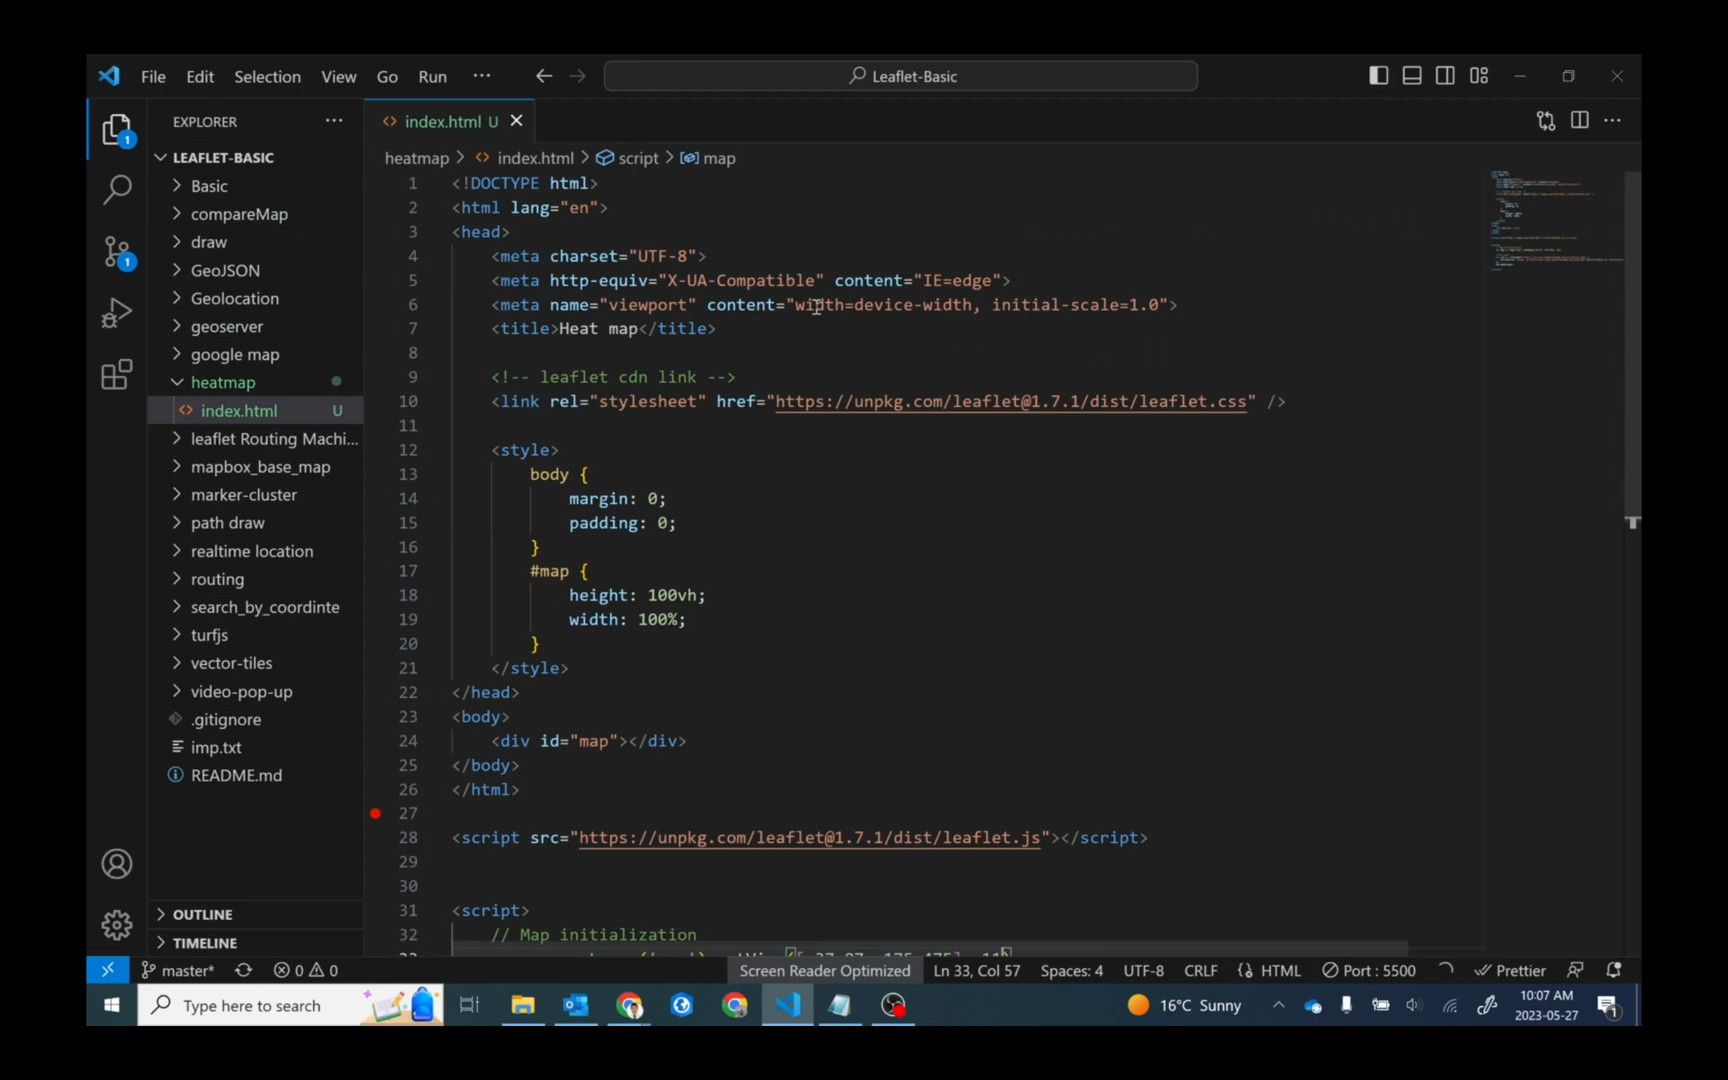 File Edit Selection View Go Run ··· Leaflet-Basic
EXPLORER ···
index.html U
LEAFLET-BASIC
heatmap > index.html > script > map
Basic
compareMap
draw
GeoJSON
Geolocation
geoserver
google map
heatmap
index.html U
leaflet Routing Machi...
mapbox_base_map
marker-cluster
path draw
realtime location
routing
search_by_coordinte
turfjs
vector-tiles
video-pop-up
.gitignore
imp.txt
README.md
OUTLINE
TIMELINE
1
1
1 <!DOCTYPE html>
2 <html lang="en">
3 <head>
4 <meta charset="UTF-8">
5 <meta http-equiv="X-UA-Compatible" content="IE=edge">
6 <meta name="viewport" content="width=device-width, initial-scale=1.0">
7 <title>Heat map</title>
8
9 <!-- leaflet cdn link -->
10 <link rel="stylesheet" href="https://unpkg.com/leaflet@1.7.1/dist/leaflet.css" />
11
12 <style>
13 body {
14 margin: 0;
15 padding: 0;
16 }
17 #map {
18 height: 100vh;
19 width: 100%;
20 }
21 </style>
22 </head>
23 <body>
24 <div id="map"></div>
25 </body>
26 </html>
27
28 <script src="https://unpkg.com/leaflet@1.7.1/dist/leaflet.js"></script>
29
30
31 <script>
32 // Map initialization
master* 0 0 Screen Reader Optimized Ln 33, Col 57 Spaces: 4 UTF-8 CRLF HTML Port : 5500 Prettier
Type here to search 16°C Sunny 10:07 AM
2023-05-27 1